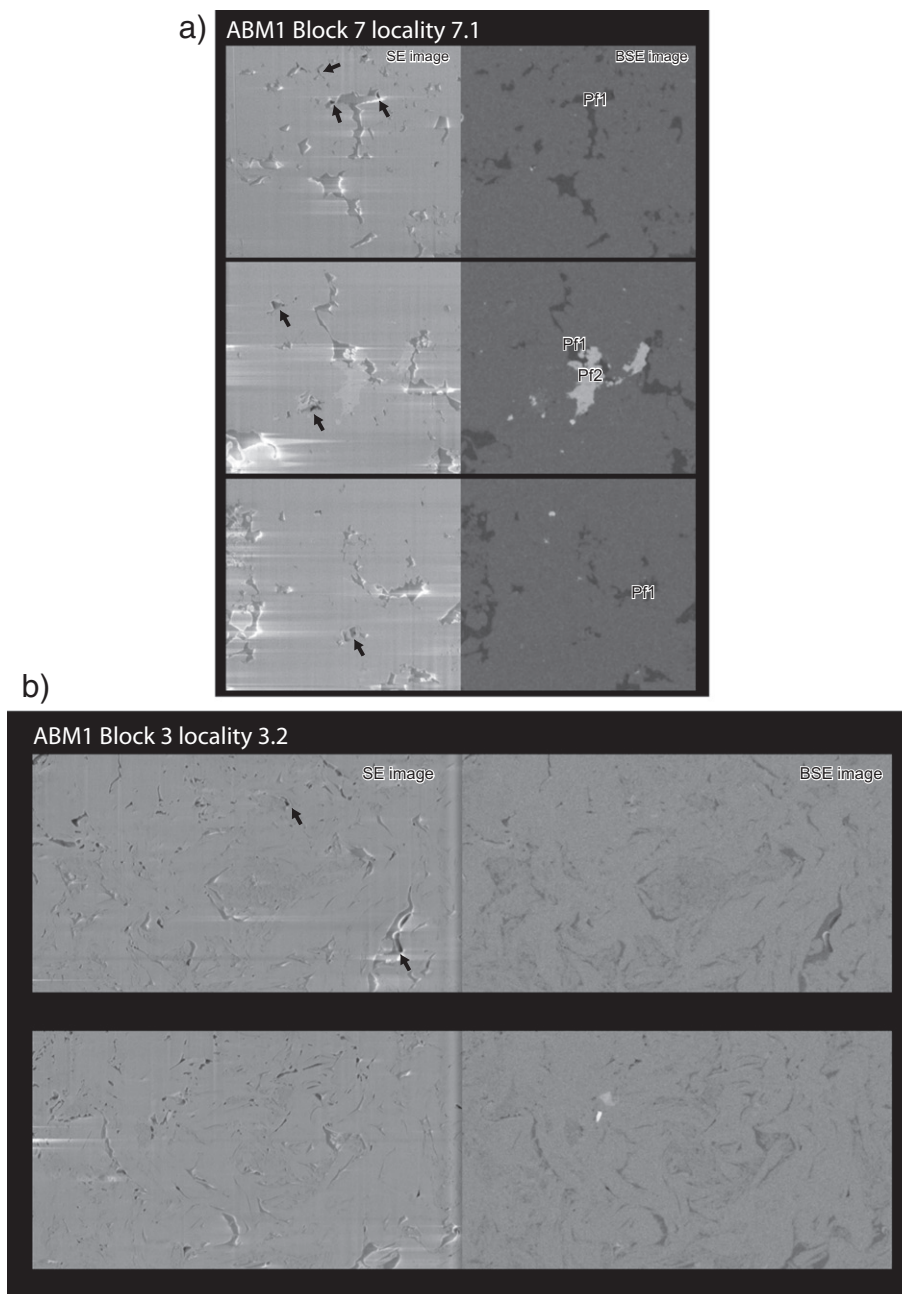 a)
ABM1 Block 7 locality 7.1
SE image BSE image
Pf1
Pf1
Pf2
Pf1
b)
ABM1 Block 3 locality 3.2
SE image BSE image